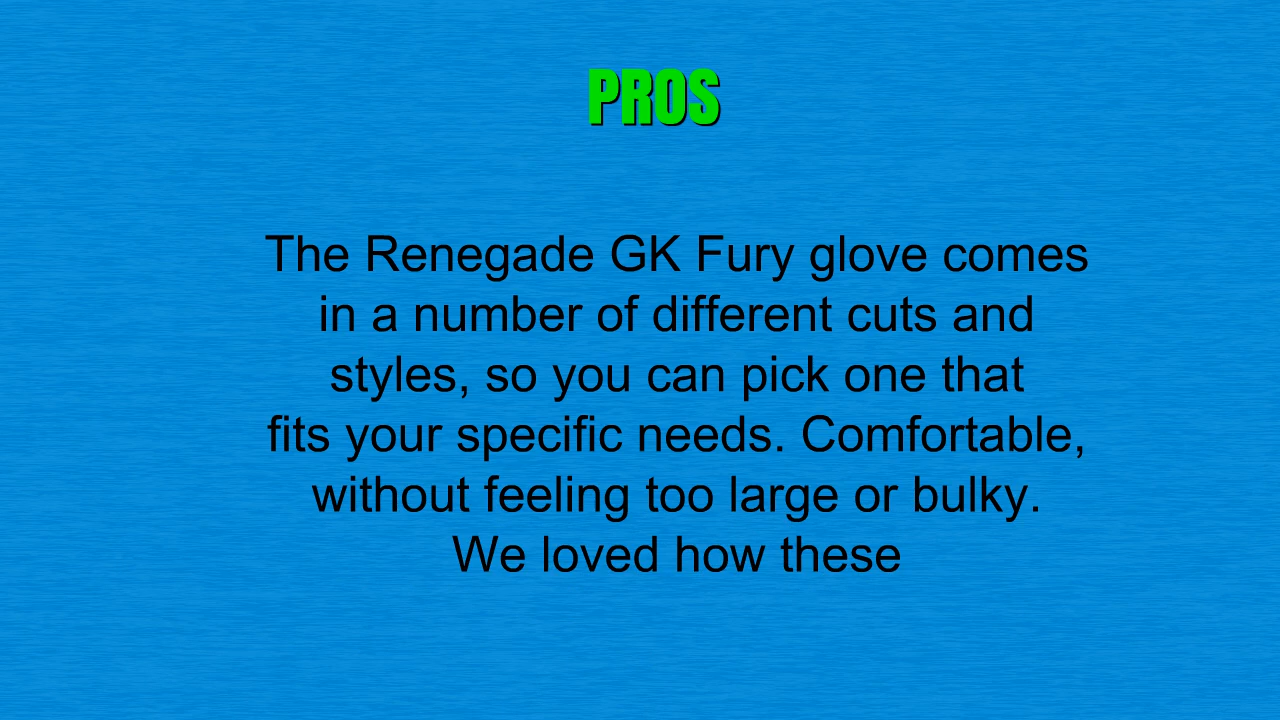 PROS
The Renegade GK Fury glove comes
in a number of different cuts and
styles, so you can pick one that
fits your specific needs. Comfortable,
without feeling too large or bulky.
We loved how these